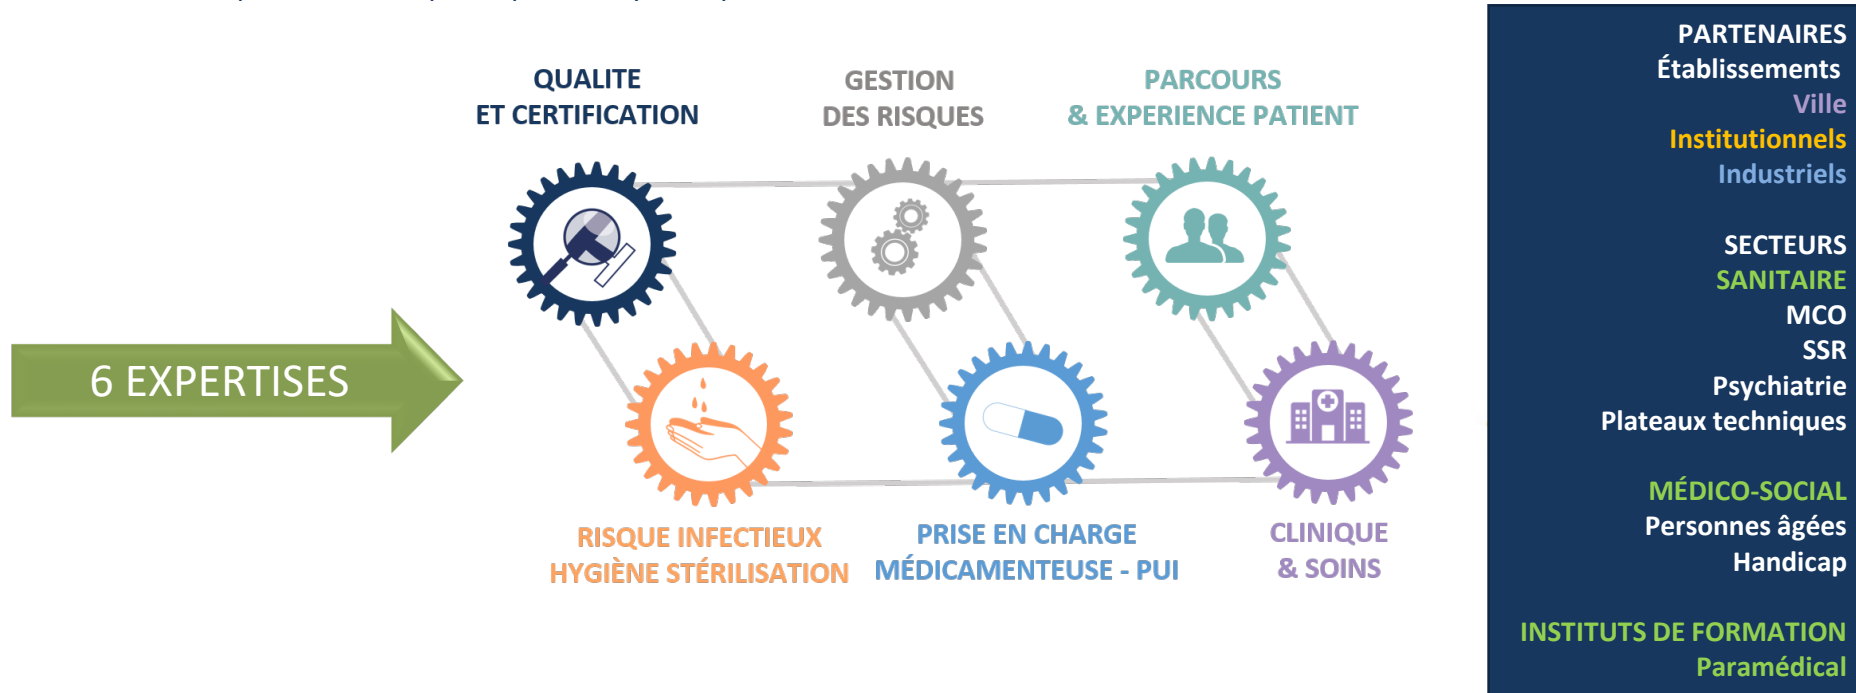 6 EXPERTISES
QUALITE
ET CERTIFICATION
GESTION
DES RISQUES
PARCOURS
& EXPERIENCE PATIENT
RISQUE INFECTIEUX
HYGIÈNE STÉRILISATION
PRISE EN CHARGE
MÉDICAMENTEUSE - PUI
CLINIQUE
& SOINS
PARTENAIRES
Établissements
Ville
Institutionnels
Industriels
SECTEURS
SANITAIRE
MCO
SSR
Psychiatrie
Plateaux techniques
MÉDICO-SOCIAL
Personnes âgées
Handicap
INSTITUTS DE FORMATION
Paramédical